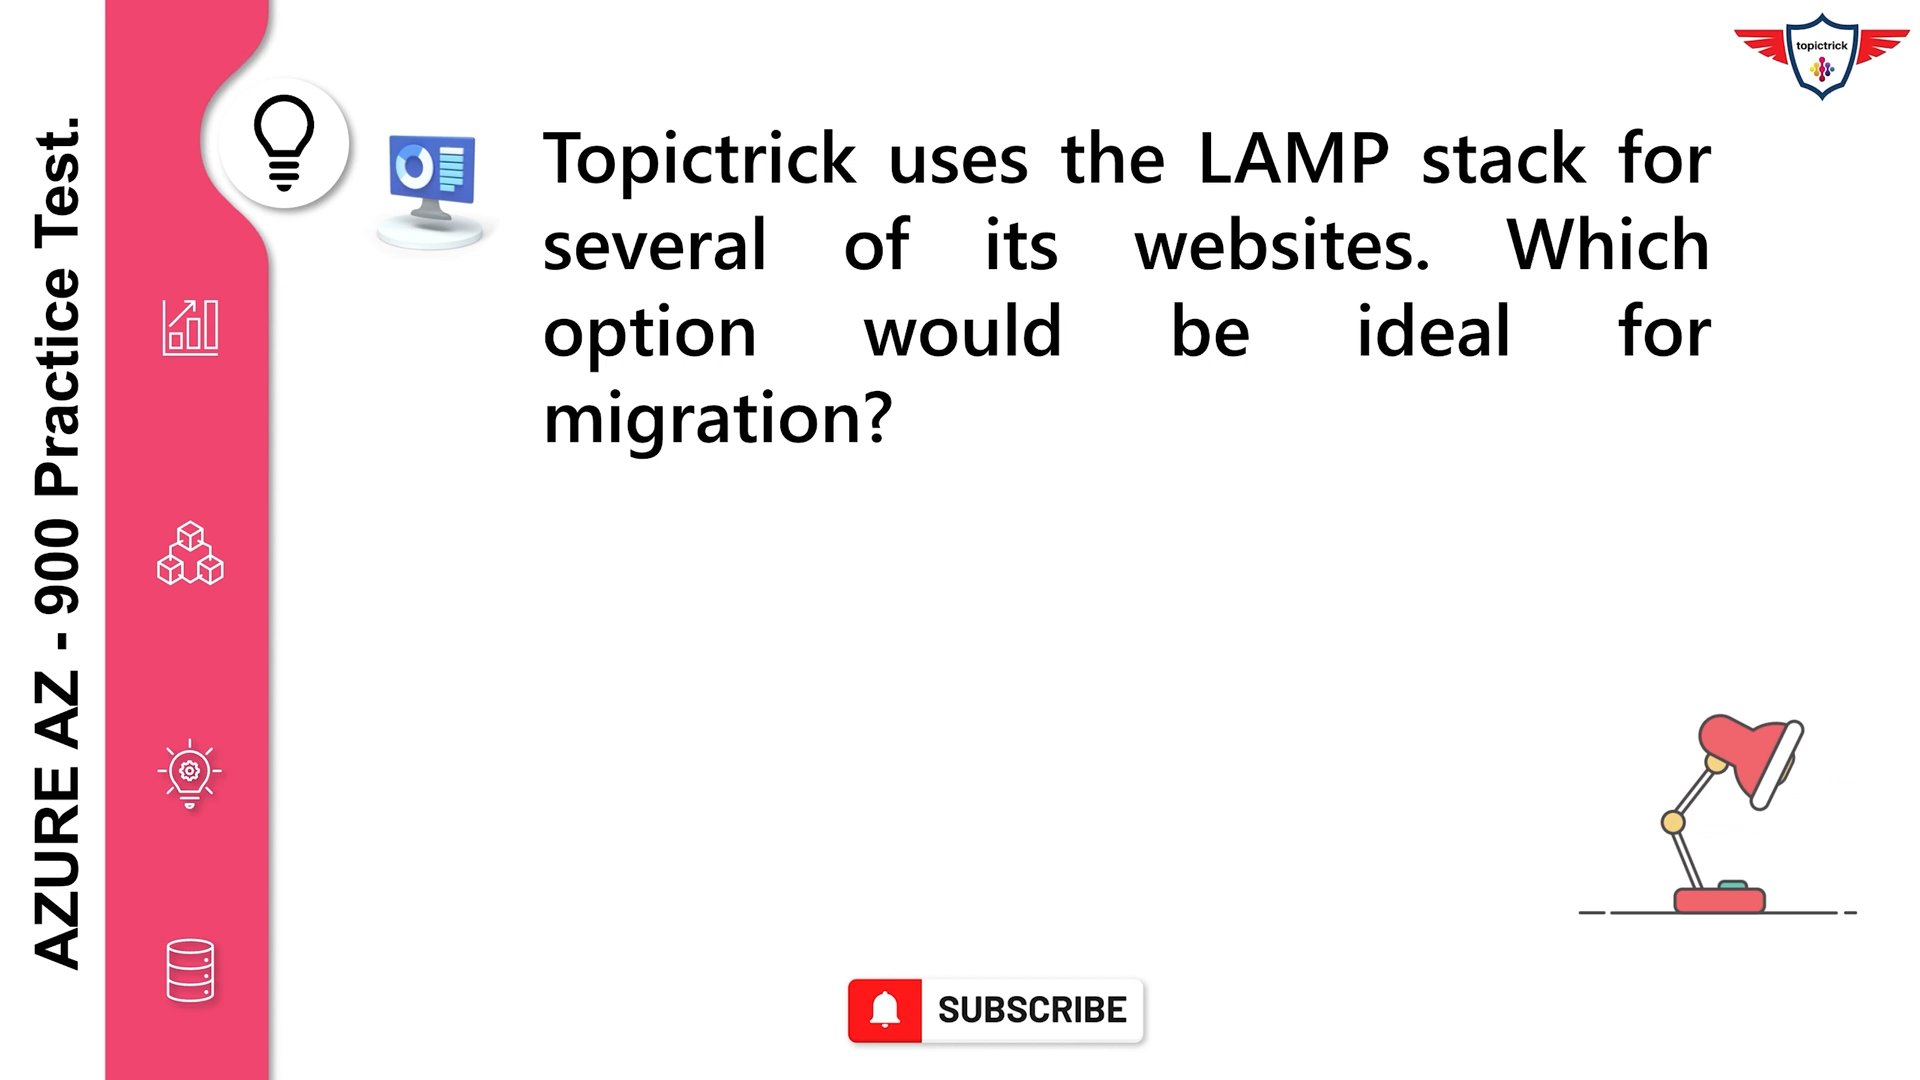 AZURE AZ - 900 Practice Test.
topictrick
Topictrick uses the LAMP stack for
several of its websites. Which
option would be ideal for
migration?
SUBSCRIBE